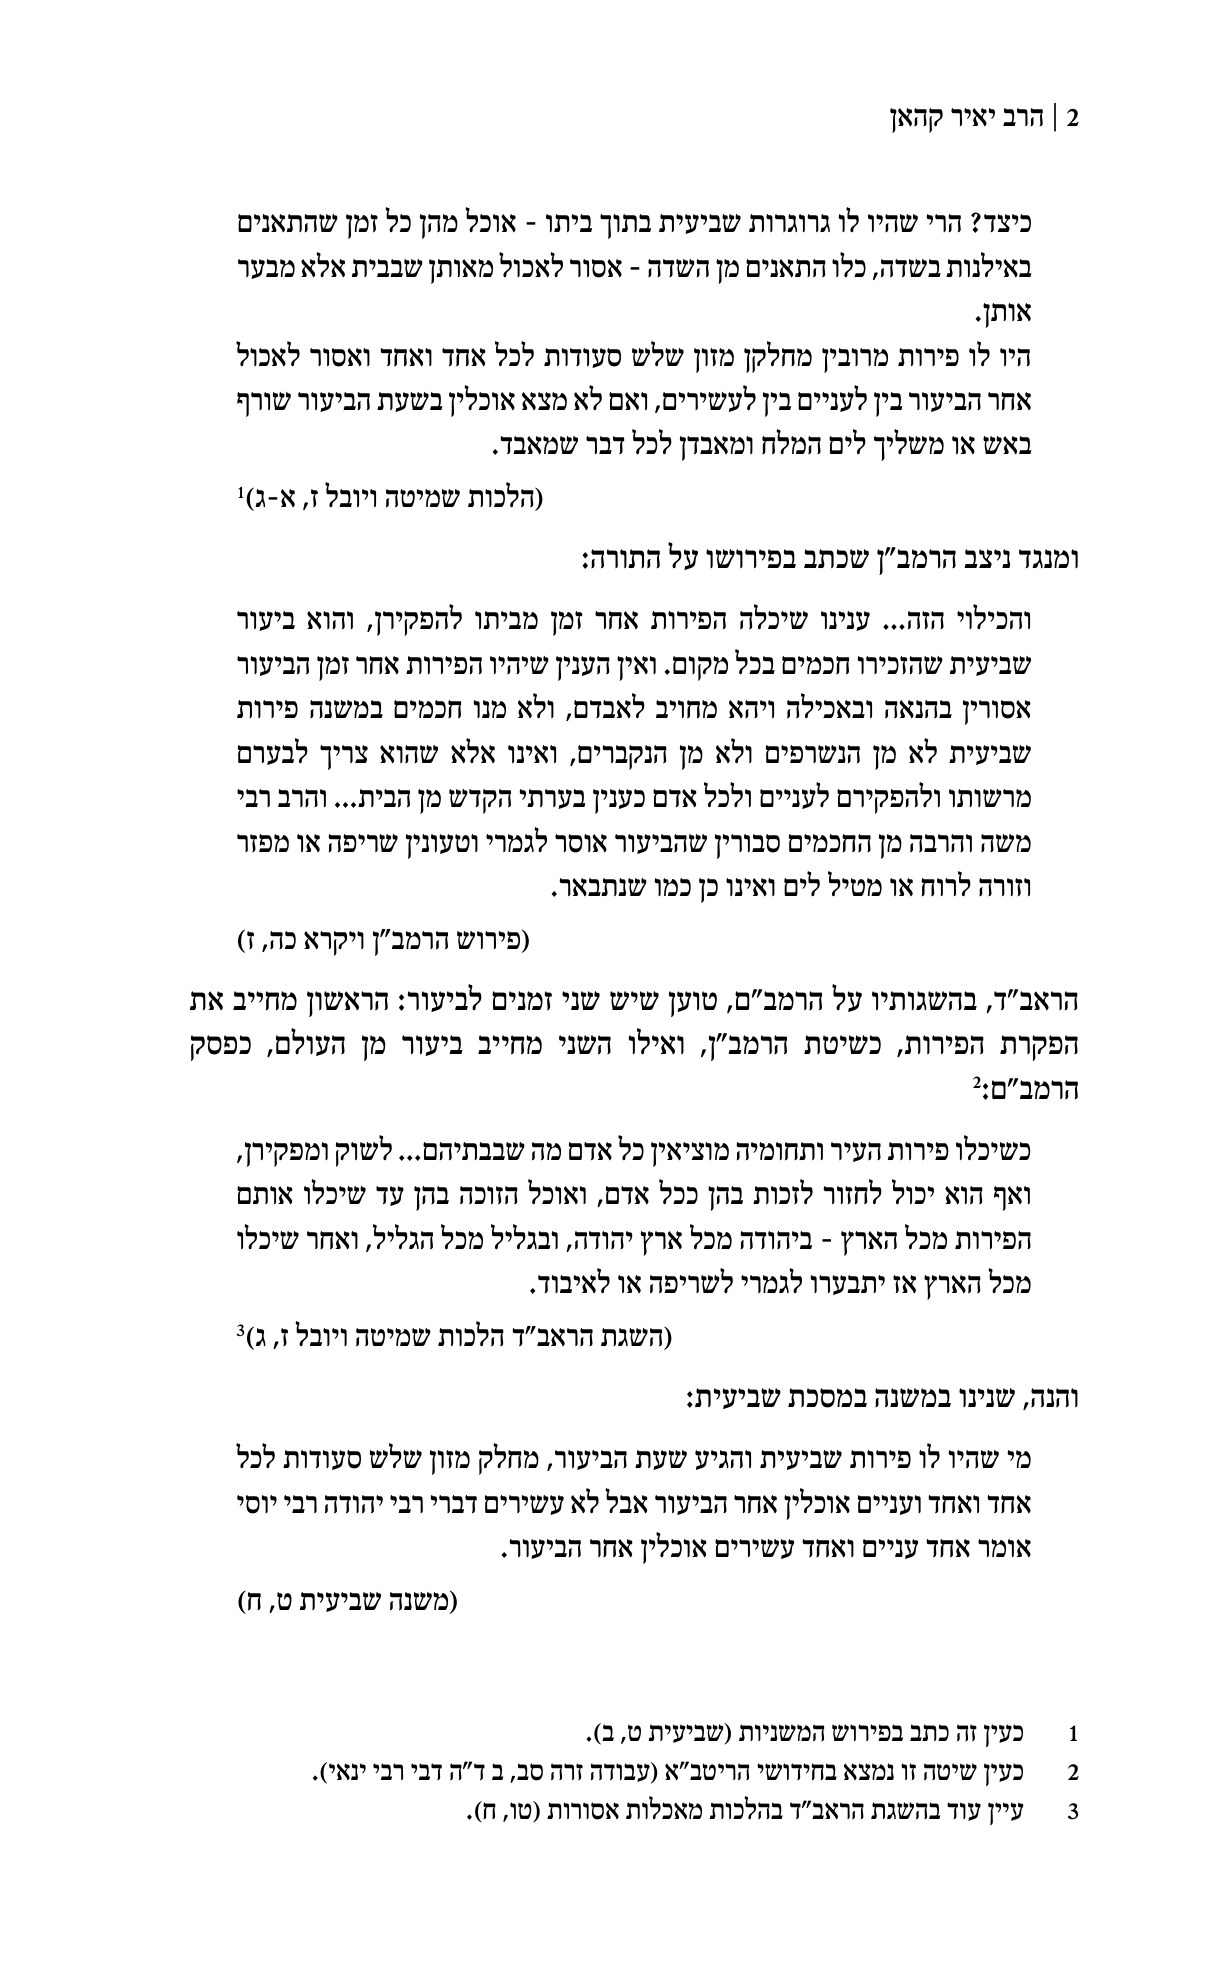 2 | הרב יאיר קהאן
כיצד? הרי שהיו לו גרוגרות שביעית בתוך ביתו - אוכל מהן כל זמן שהתאנים
באילנות בשדה, כלו התאנים מן השדה - אסור לאכול מאותן שבבית אלא מבער
אותן.
היו לו פירות מרובין מחלקן מזון שלש סעודות לכל אחד ואחד ואסור לאכול
אחר הביעור בין לעניים בין לעשירים, ואם לא מצא אוכלין בשעת הביעור שורף
באש או משליך לים המלח ומאבדן לכל דבר שמאבד.
(הלכות שמיטה ויובל ז, א-ג)¹
ומנגד ניצב הרמב"ן שכתב בפירושו על התורה:
והכילוי הזה... ענינו שיכלה הפירות אחר זמן מביתו להפקירן, והוא ביעור
שביעית שהזכירו חכמים בכל מקום. ואין הענין שיהיו הפירות אחר זמן הביעור
אסורין בהנאה ובאכילה ויהא מחויב לאבדם, ולא מנו חכמים במשנה פירות
שביעית לא מן הנשרפים ולא מן הנקברים, ואינו אלא שהוא צריך לבערם
מרשותו ולהפקירם לעניים ולכל אדם כענין בערתי הקדש מן הבית... והרב רבי
משה והרבה מן החכמים סבורין שהביעור אוסר לגמרי וטעונין שריפה או מפזר
וזורה לרוח או מטיל לים ואינו כן כמו שנתבאר.
(פירוש הרמב"ן ויקרא כה, ז)
הראב"ד, בהשגותיו על הרמב"ם, טוען שיש שני זמנים לביעור: הראשון מחייב את
הפקרת הפירות, כשיטת הרמב"ן, ואילו השני מחייב ביעור מן העולם, כפסק
הרמב"ם:²
כשיכלו פירות העיר ותחומיה מוציאין כל אדם מה שבבתיהם... לשוק ומפקירן,
ואף הוא יכול לחזור לזכות בהן ככל אדם, ואוכל הזוכה בהן עד שיכלו אותם
הפירות מכל הארץ - ביהודה מכל ארץ יהודה, ובגליל מכל הגליל, ואחר שיכלו
מכל הארץ אז יתבערו לגמרי לשריפה או לאיבוד.
(השגת הראב"ד הלכות שמיטה ויובל ז, ג)³
והנה, שנינו במשנה במסכת שביעית:
מי שהיו לו פירות שביעית והגיע שעת הביעור, מחלק מזון שלש סעודות לכל
אחד ואחד ועניים אוכלין אחר הביעור אבל לא עשירים דברי רבי יהודה רבי יוסי
אומר אחד עניים ואחד עשירים אוכלין אחר הביעור.
(משנה שביעית ט, ח)
1 כעין זה כתב בפירוש המשניות (שביעית ט, ב).
2 כעין שיטה זו נמצא בחידושי הריטב"א (עבודה זרה סב, ב ד"ה דבי רבי ינאי).
3 עיין עוד בהשגת הראב"ד בהלכות מאכלות אסורות (טו, ח).